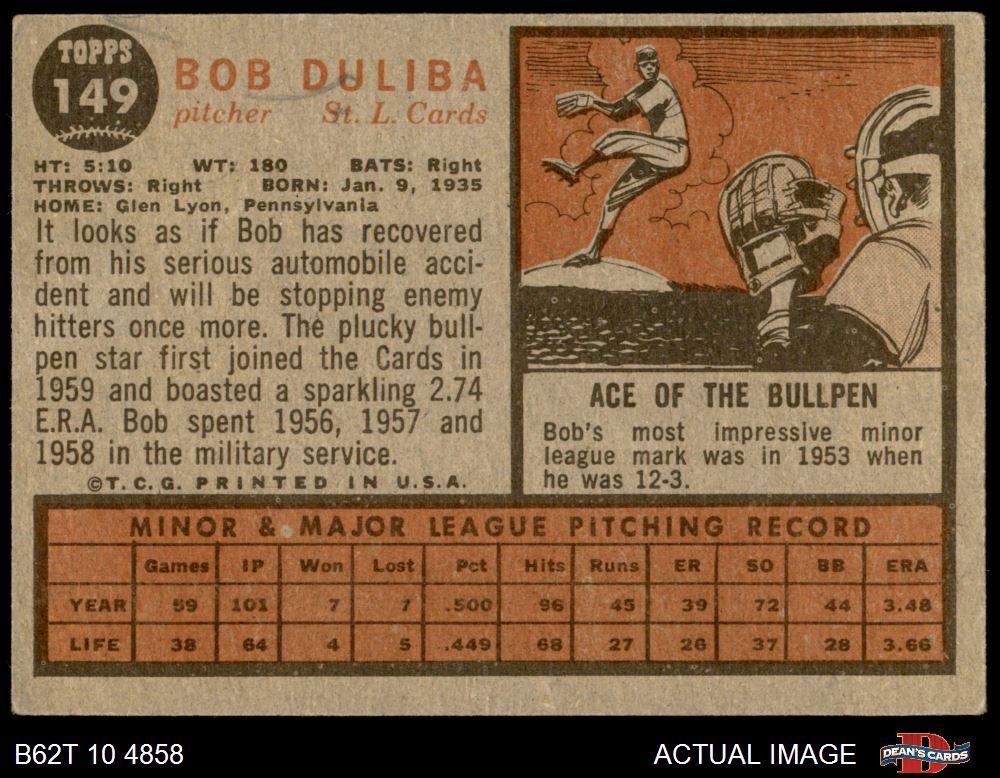 TOPPS
149
BOB DULIBA
pitcher St. L. Cards
HT: 5:10 WT: 180 BATS: Right
THROWS: Right BORN: Jan. 9, 1935
HOME: Glen Lyon, Pennsylvania
It looks as if Bob has recovered
from his serious automobile acci-
dent and will be stopping enemy
hitters once more. The plucky bull-
pen star first joined the Cards in
1959 and boasted a sparkling 2.74
E.R.A. Bob spent 1956, 1957 and
1958 in the military service.
©T.C.G. PRINTED IN U.S.A.
ACE OF THE BULLPEN
Bob's most impressive minor
league mark was in 1953 when
he was 12-3.
MINOR & MAJOR LEAGUE PITCHING RECORD
Games IP Won Lost Pct Hits Runs ER SO BB ERA
YEAR 59 101 7 7 .500 96 45 39 72 44 3.48
LIFE 38 64 4 5 .449 68 27 26 37 28 3.66
B62T 10 4858
ACTUAL IMAGE
DEAN'S CARDS